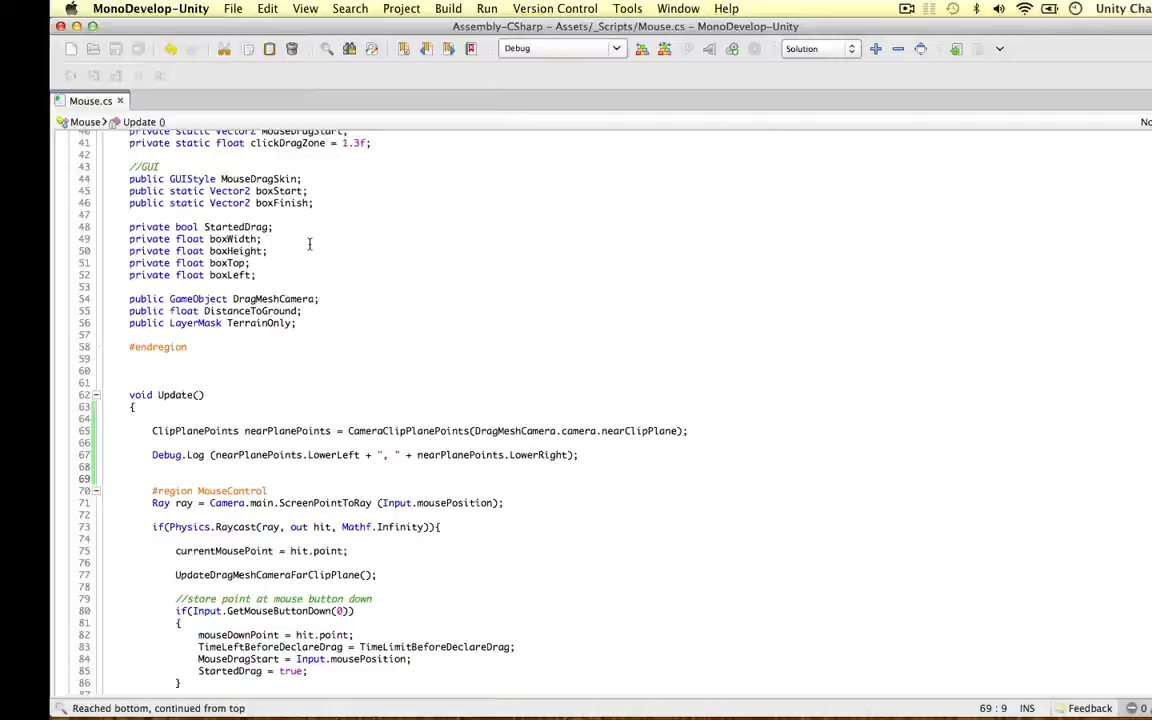 MonoDevelop-Unity File Edit View Search Project Build Run Version Control Tools Window Help Unity Cha
Assembly-CSharp - Assets/_Scripts/Mouse.cs - MonoDevelop-Unity
Debug Solution
Mouse.cs
Mouse Update () No
40 private static Vector2 MouseDragStart;
41 private static float clickDragZone = 1.3f;
42
43 //GUI
44 public GUIStyle MouseDragSkin;
45 public static Vector2 boxStart;
46 public static Vector2 boxFinish;
47
48 private bool StartedDrag;
49 private float boxWidth;
50 private float boxHeight;
51 private float boxTop;
52 private float boxLeft;
53
54 public GameObject DragMeshCamera;
55 public float DistanceToGround;
56 public LayerMask TerrainOnly;
57
58 #endregion
59
60
61
62 void Update()
63 {
64
65 ClipPlanePoints nearPlanePoints = CameraClipPlanePoints(DragMeshCamera.camera.nearClipPlane);
66
67 Debug.Log (nearPlanePoints.LowerLeft + ", " + nearPlanePoints.LowerRight);
68
69
70 #region MouseControl
71 Ray ray = Camera.main.ScreenPointToRay (Input.mousePosition);
72
73 if(Physics.Raycast(ray, out hit, Mathf.Infinity)){
74
75 currentMousePoint = hit.point;
76
77 UpdateDragMeshCameraFarClipPlane();
78
79 //store point at mouse button down
80 if(Input.GetMouseButtonDown(0))
81 {
82 mouseDownPoint = hit.point;
83 TimeLeftBeforeDeclareDrag = TimeLimitBeforeDeclareDrag;
84 MouseDragStart = Input.mousePosition;
85 StartedDrag = true;
86 }
Reached bottom, continued from top 69 : 9 INS Feedback 0